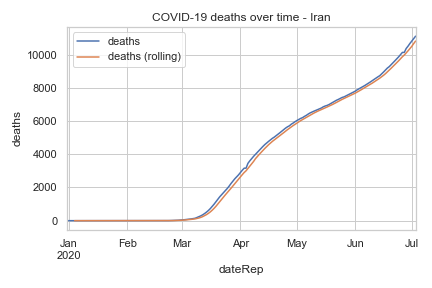 COVID-19 deaths over time - Iran
deaths
deaths (rolling)
10000
8000
6000
4000
2000
0
deaths
Jan Feb Mar Apr May Jun Jul
2020
dateRep